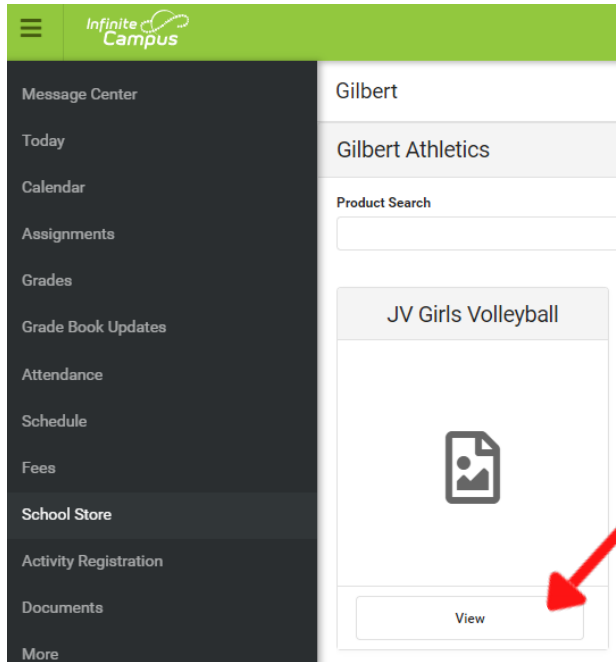 Infinite
Campus
Message Center
Today
Calendar
Assignments
Grades
Grade Book Updates
Attendance
Schedule
Fees
School Store
Activity Registration
Documents
More
Gilbert
Gilbert Athletics
Product Search
JV Girls Volleyball
View